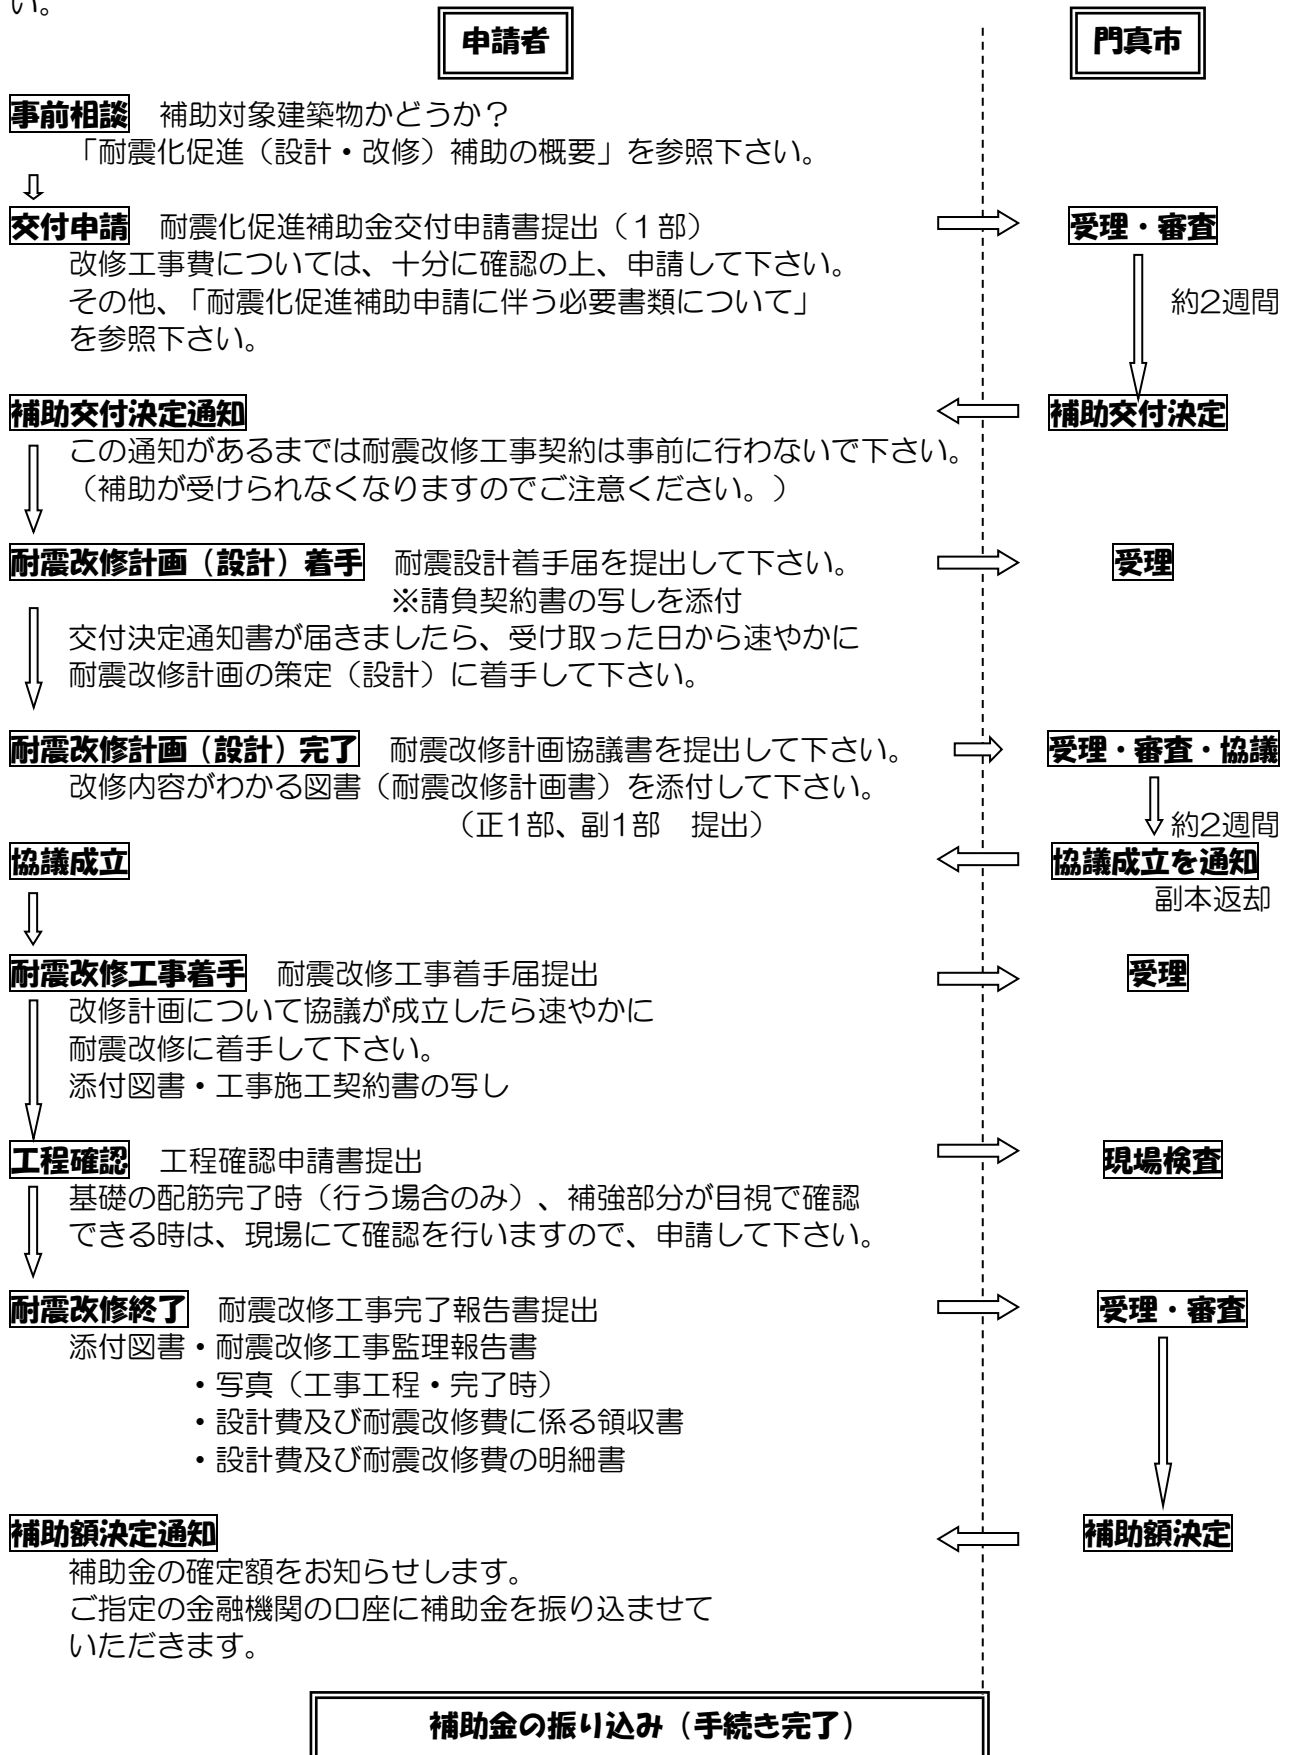 い。
申請者　門真市
事前相談　補助対象建築物かどうか？
「耐震化促進（設計・改修）補助の概要」を参照下さい。
交付申請　耐震化促進補助金交付申請書提出（１部）　受理・審査
改修工事費については、十分に確認の上、申請して下さい。
その他、「耐震化促進補助申請に伴う必要書類について」　約2週間
を参照下さい。
補助交付決定通知　補助交付決定
この通知があるまでは耐震改修工事契約は事前に行わないで下さい。
（補助が受けられなくなりますのでご注意ください。）
耐震改修計画（設計）着手　耐震設計着手届を提出して下さい。　受理
※請負契約書の写しを添付
交付決定通知書が届きましたら、受け取った日から速やかに
耐震改修計画の策定（設計）に着手して下さい。
耐震改修計画（設計）完了　耐震改修計画協議書を提出して下さい。　受理・審査・協議
改修内容がわかる図書（耐震改修計画書）を添付して下さい。
（正1部、副1部　提出）　約2週間
協議成立　協議成立を通知
副本返却
耐震改修工事着手　耐震改修工事着手届提出　受理
改修計画について協議が成立したら速やかに
耐震改修に着手して下さい。
添付図書・工事施工契約書の写し
工程確認　工程確認申請書提出　現場検査
基礎の配筋完了時（行う場合のみ）、補強部分が目視で確認
できる時は、現場にて確認を行いますので、申請して下さい。
耐震改修終了　耐震改修工事完了報告書提出　受理・審査
添付図書・耐震改修工事監理報告書
・写真（工事工程・完了時）
・設計費及び耐震改修費に係る領収書
・設計費及び耐震改修費の明細書
補助額決定通知　補助額決定
補助金の確定額をお知らせします。
ご指定の金融機関の口座に補助金を振り込ませて
いただきます。
補助金の振り込み（手続き完了）